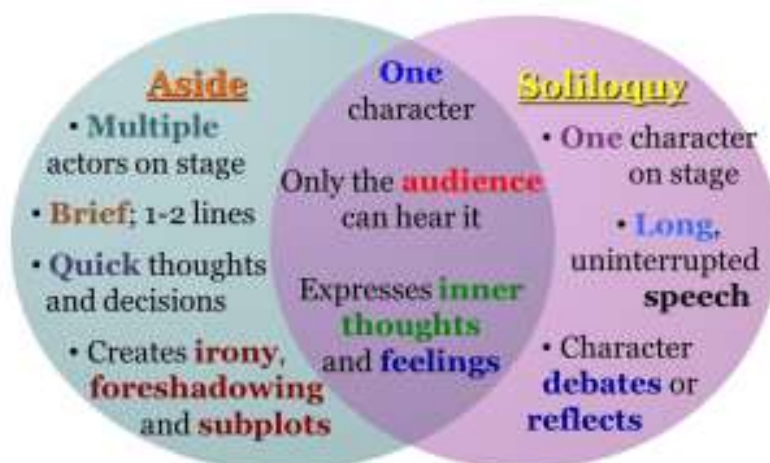 Aside
• Multiple
actors on stage
• Brief; 1-2 lines
• Quick thoughts
and decisions
• Creates irony,
foreshadowing
and subplots
One
character
Only the audience
can hear it
Expresses inner
thoughts
and feelings
Soliloquy
• One character
on stage
• Long,
uninterrupted
speech
• Character
debates or
reflects